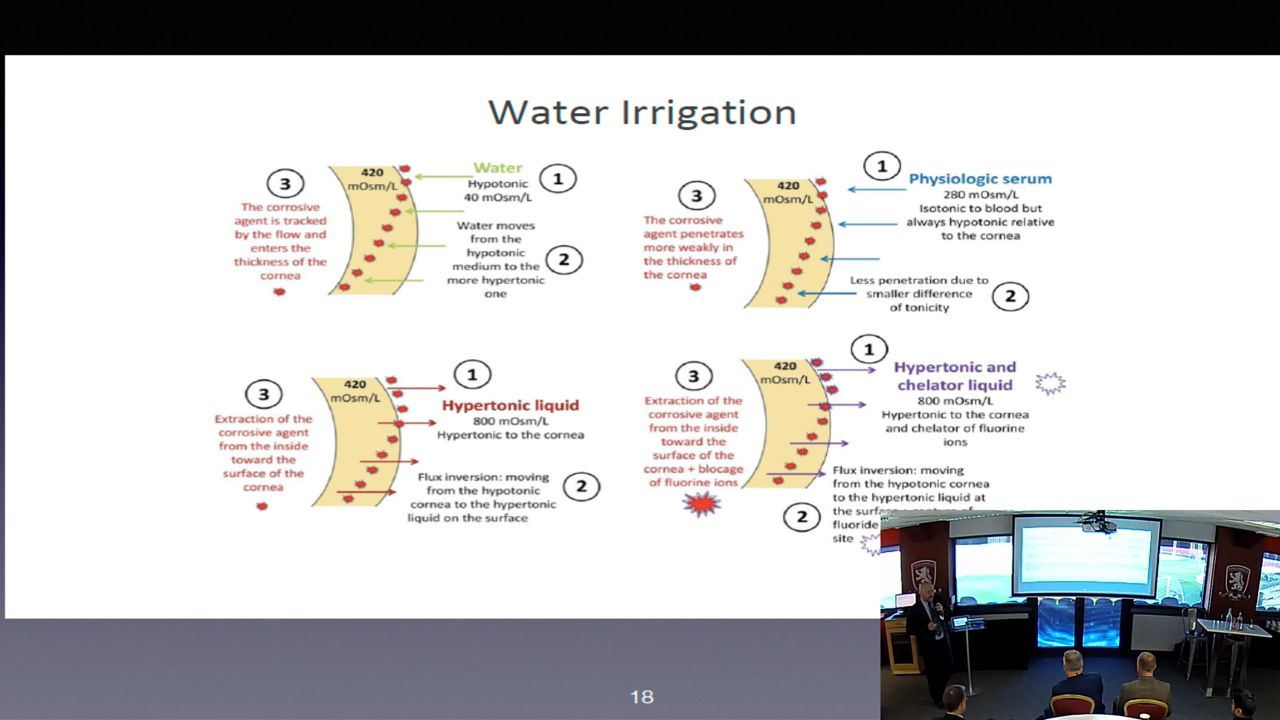 Water Irrigation
3
The corrosive
agent is tracked
by the flow and
enters the
thickness of the
cornea
420
mOsm/L
Water
Hypotonic
40 mOsm/L
1
Water moves
from the
hypotonic
medium to the
more hypertonic
one
2
3
The corrosive
agent penetrates
more weakly in
the thickness of
the cornea
420
mOsm/L
1
Physiologic serum
280 mOsm/L
Isotonic to blood but
always hypotonic relative
to the cornea
Less penetration due to
smaller difference
of tonicity
2
3
Extraction of the
corrosive agent
from the inside
toward the
surface of the
cornea
420
mOsm/L
1
Hypertonic liquid
800 mOsm/L
Hypertonic to the cornea
Flux inversion: moving
from the hypotonic
cornea to the hypertonic
liquid on the surface
2
3
Extraction of the
corrosive agent
from the inside
toward the
surface of the
cornea + blocage
of fluorine ions
420
mOsm/L
1
Hypertonic and
chelator liquid
800 mOsm/L
Hypertonic to the cornea
and chelator of fluorine
ions
2
Flux inversion: moving
from the hypotonic cornea
to the hypertonic liquid at
the
fluoride
site
18